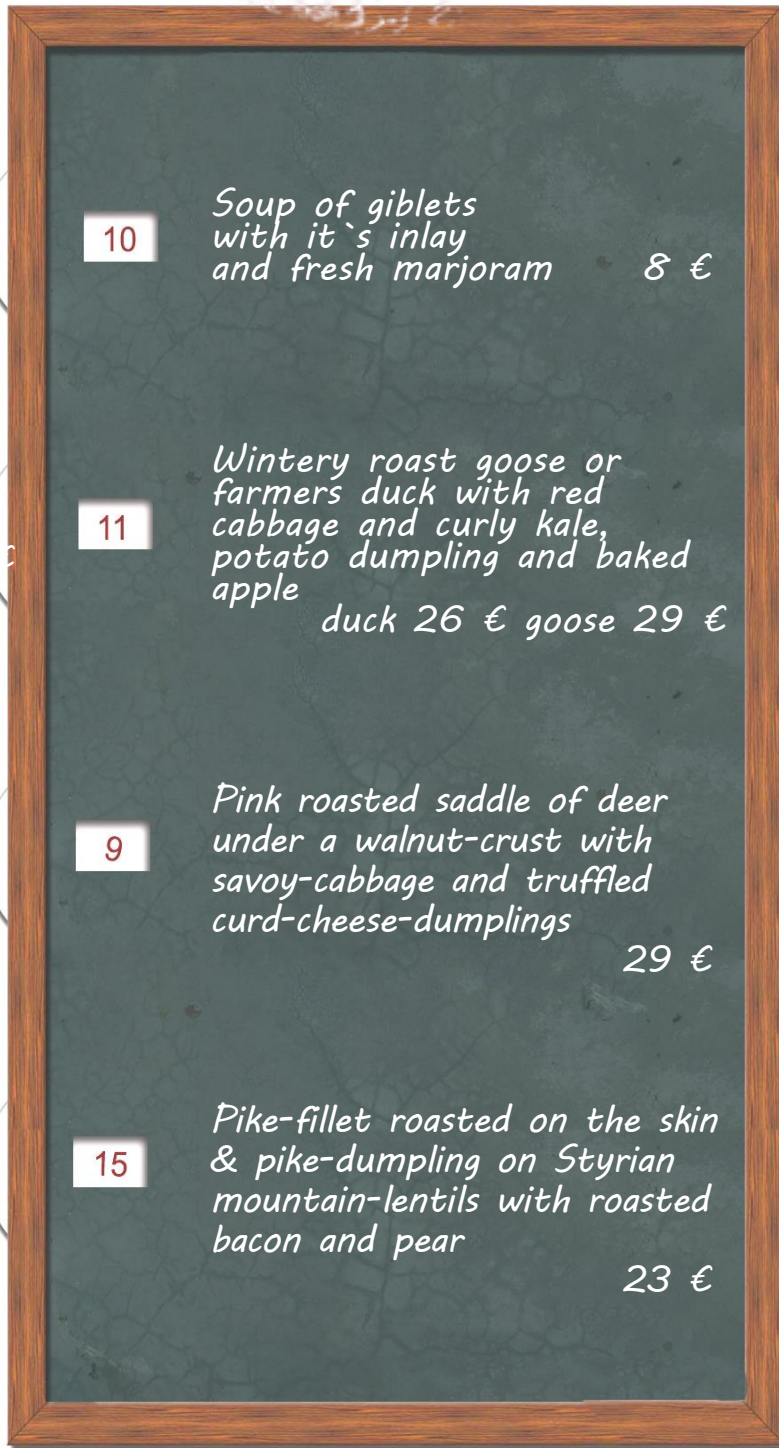 10
Soup of giblets
with it`s inlay
and fresh marjoram 8 €
11
Wintery roast goose or
farmers duck with red
cabbage and curly kale,
potato dumpling and baked
apple
duck 26 € goose 29 €
9
Pink roasted saddle of deer
under a walnut-crust with
savoy-cabbage and truffled
curd-cheese-dumplings
29 €
15
Pike-fillet roasted on the skin
& pike-dumpling on Styrian
mountain-lentils with roasted
bacon and pear
23 €